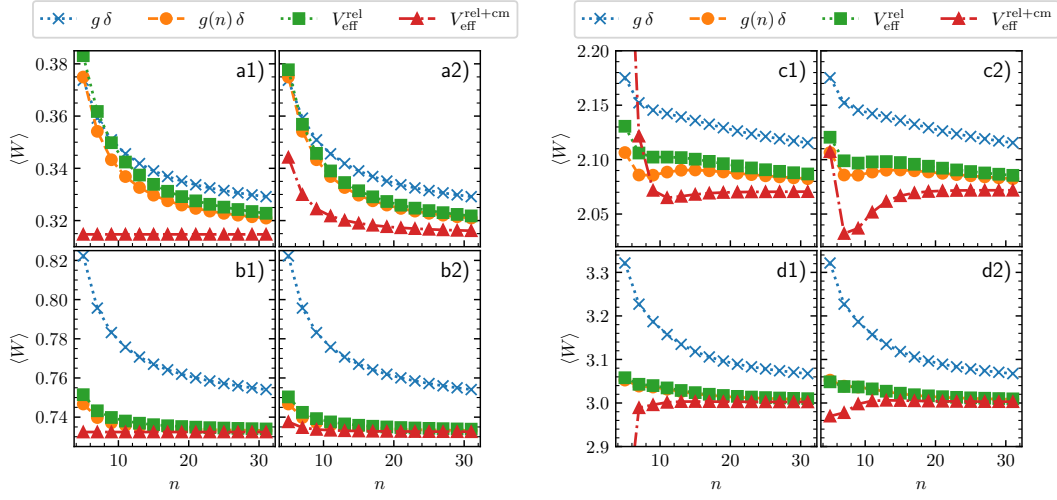 g δ g(n) δ V_eff^rel V_eff^rel+cm
g δ g(n) δ V_eff^rel V_eff^rel+cm
a1) a2)
0.38
0.36
0.34
0.32
⟨W⟩
b1) b2)
0.82
0.80
0.78
0.76
0.74
⟨W⟩
10 20 30 10 20 30
n n
c1) c2)
2.20
2.15
2.10
2.05
⟨W⟩
d1) d2)
3.3
3.2
3.1
3.0
2.9
⟨W⟩
10 20 30 10 20 30
n n